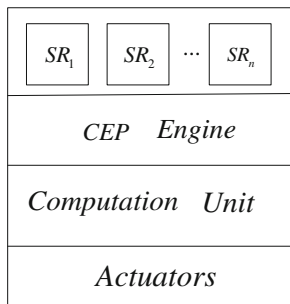 SR₁ SR₂ ... SRₙ
CEP Engine
Computation Unit
Actuators